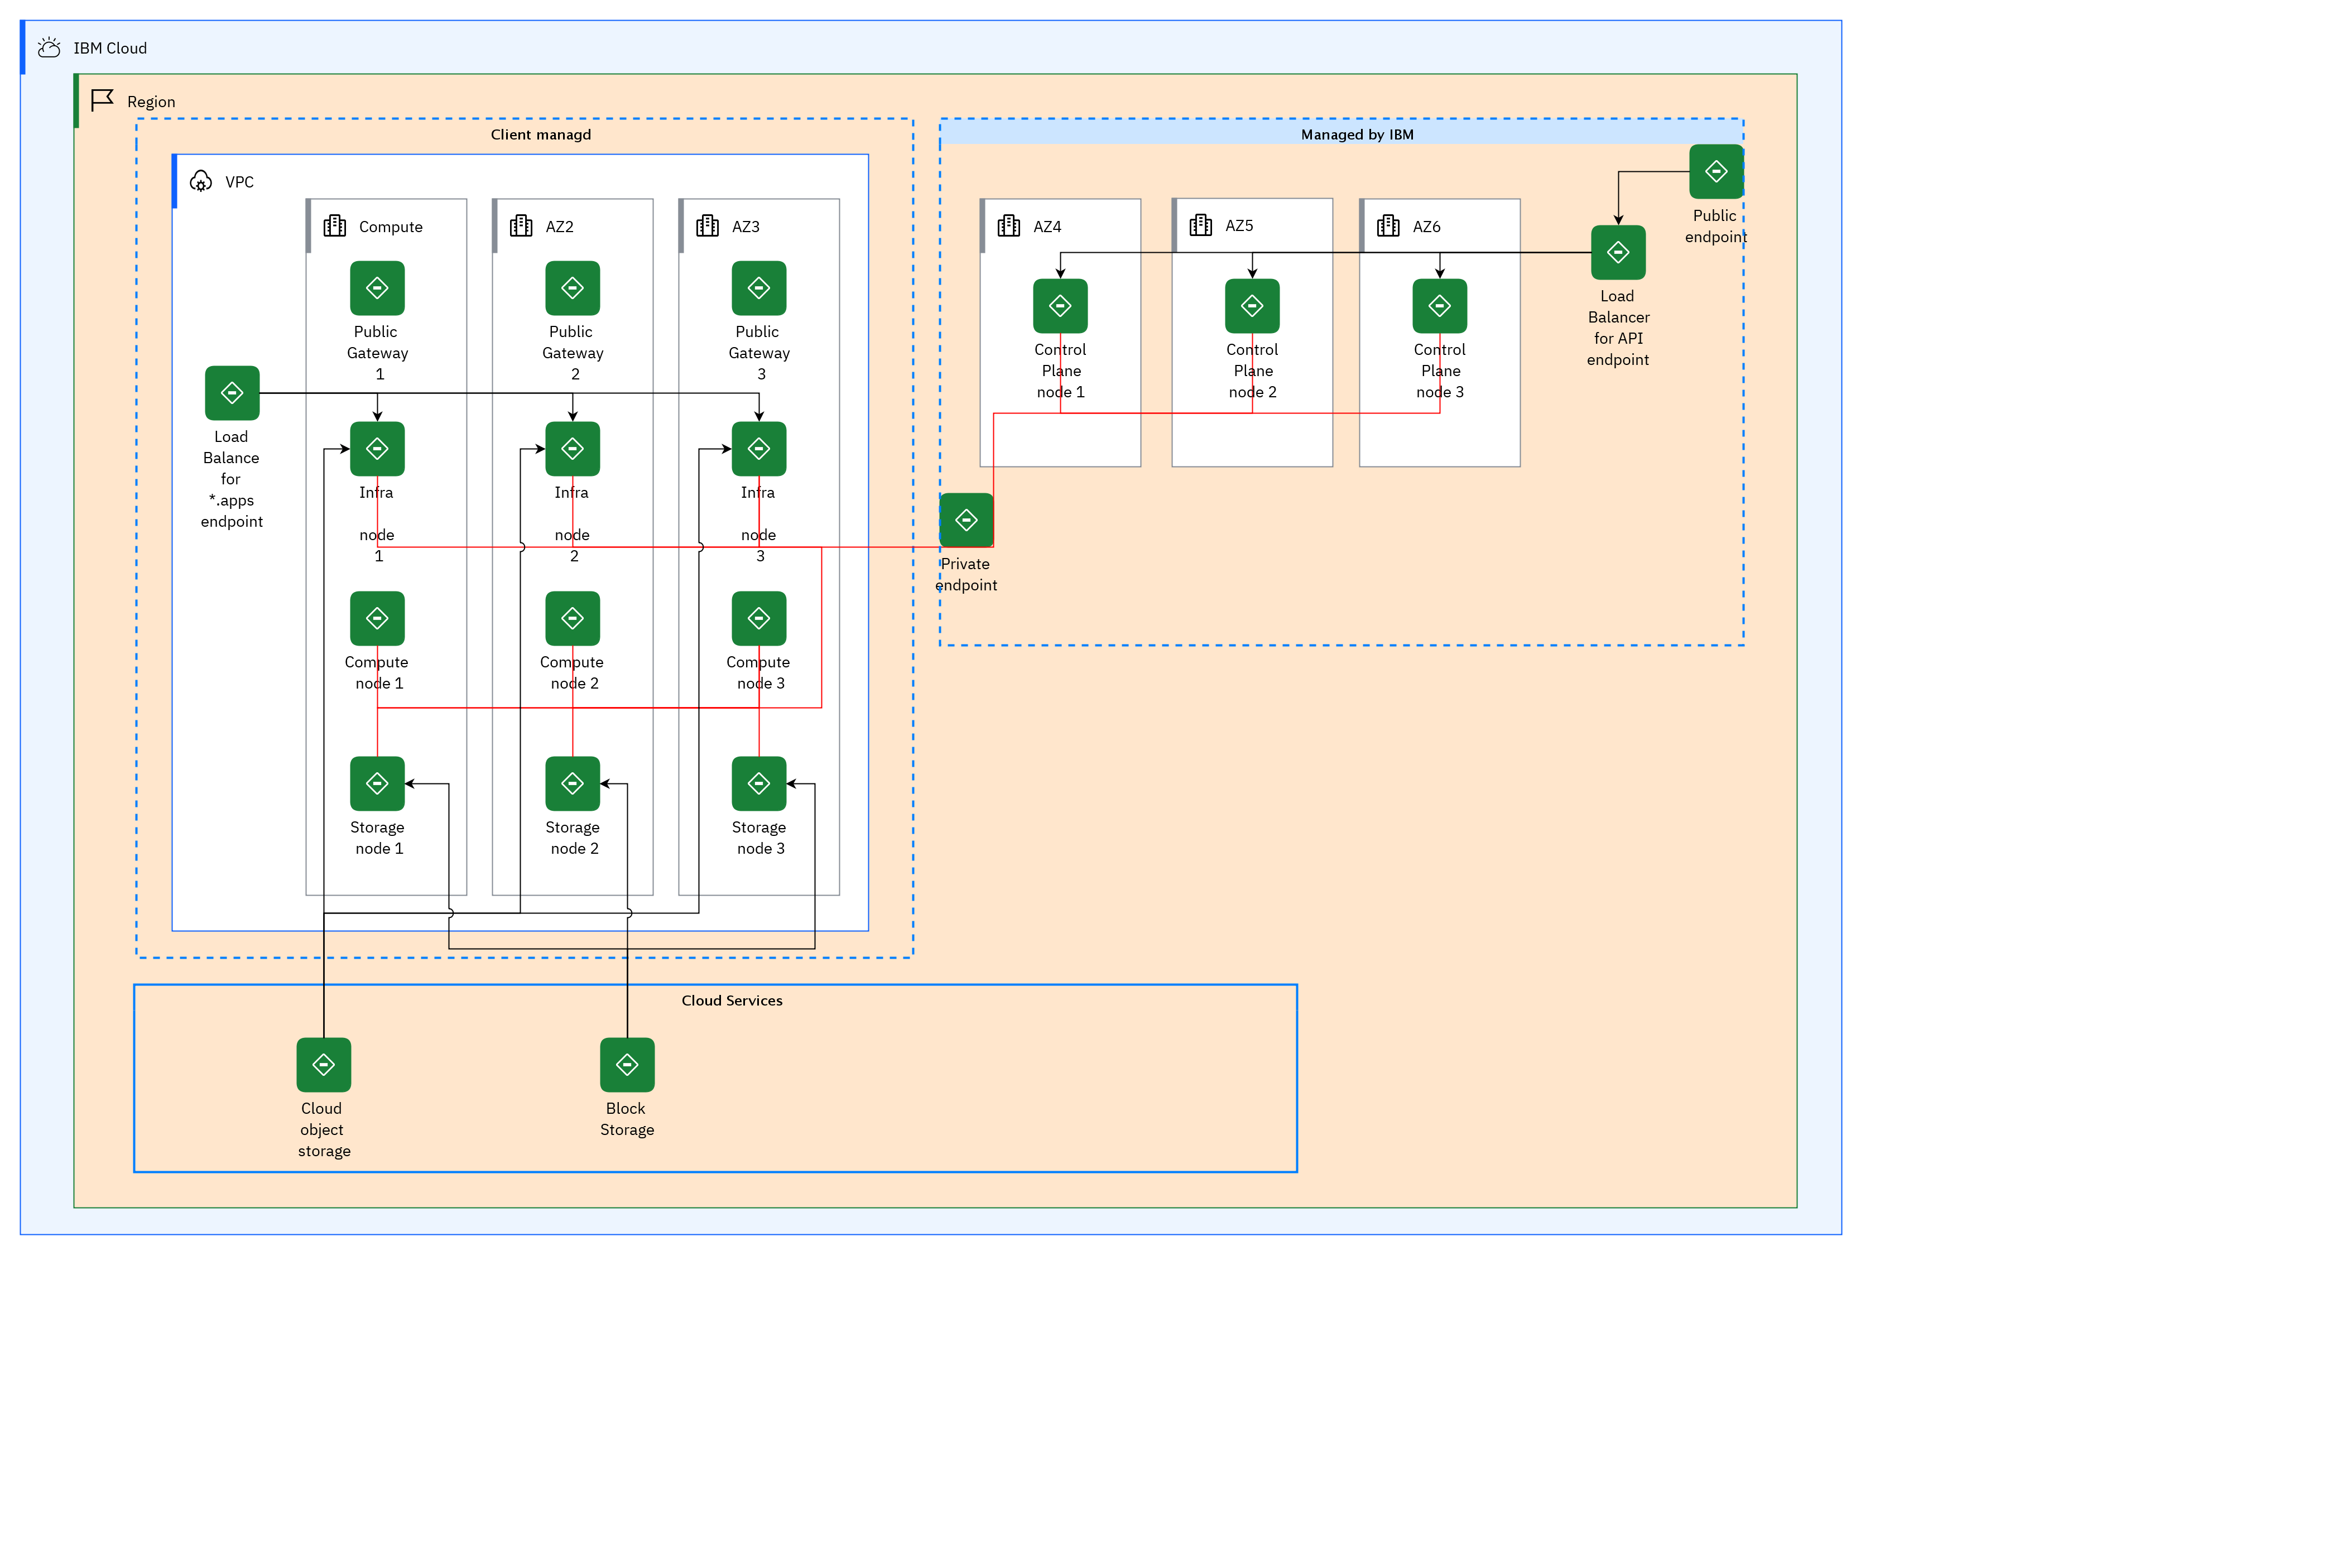 IBM Cloud
Region
Client managd
Managed by IBM
VPC
Compute
AZ2
AZ3
AZ4
AZ5
AZ6
Public
endpoint
Load
Balancer
for API
endpoint
Public
Gateway
1
Public
Gateway
2
Public
Gateway
3
Control
Plane
node 1
Control
Plane
node 2
Control
Plane
node 3
Load
Balance
for
*.apps
endpoint
Infra
node
1
Infra
node
2
Infra
node
3
Private
endpoint
Compute
node 1
Compute
node 2
Compute
node 3
Storage
node 1
Storage
node 2
Storage
node 3
Cloud Services
Cloud
object
storage
Block
Storage